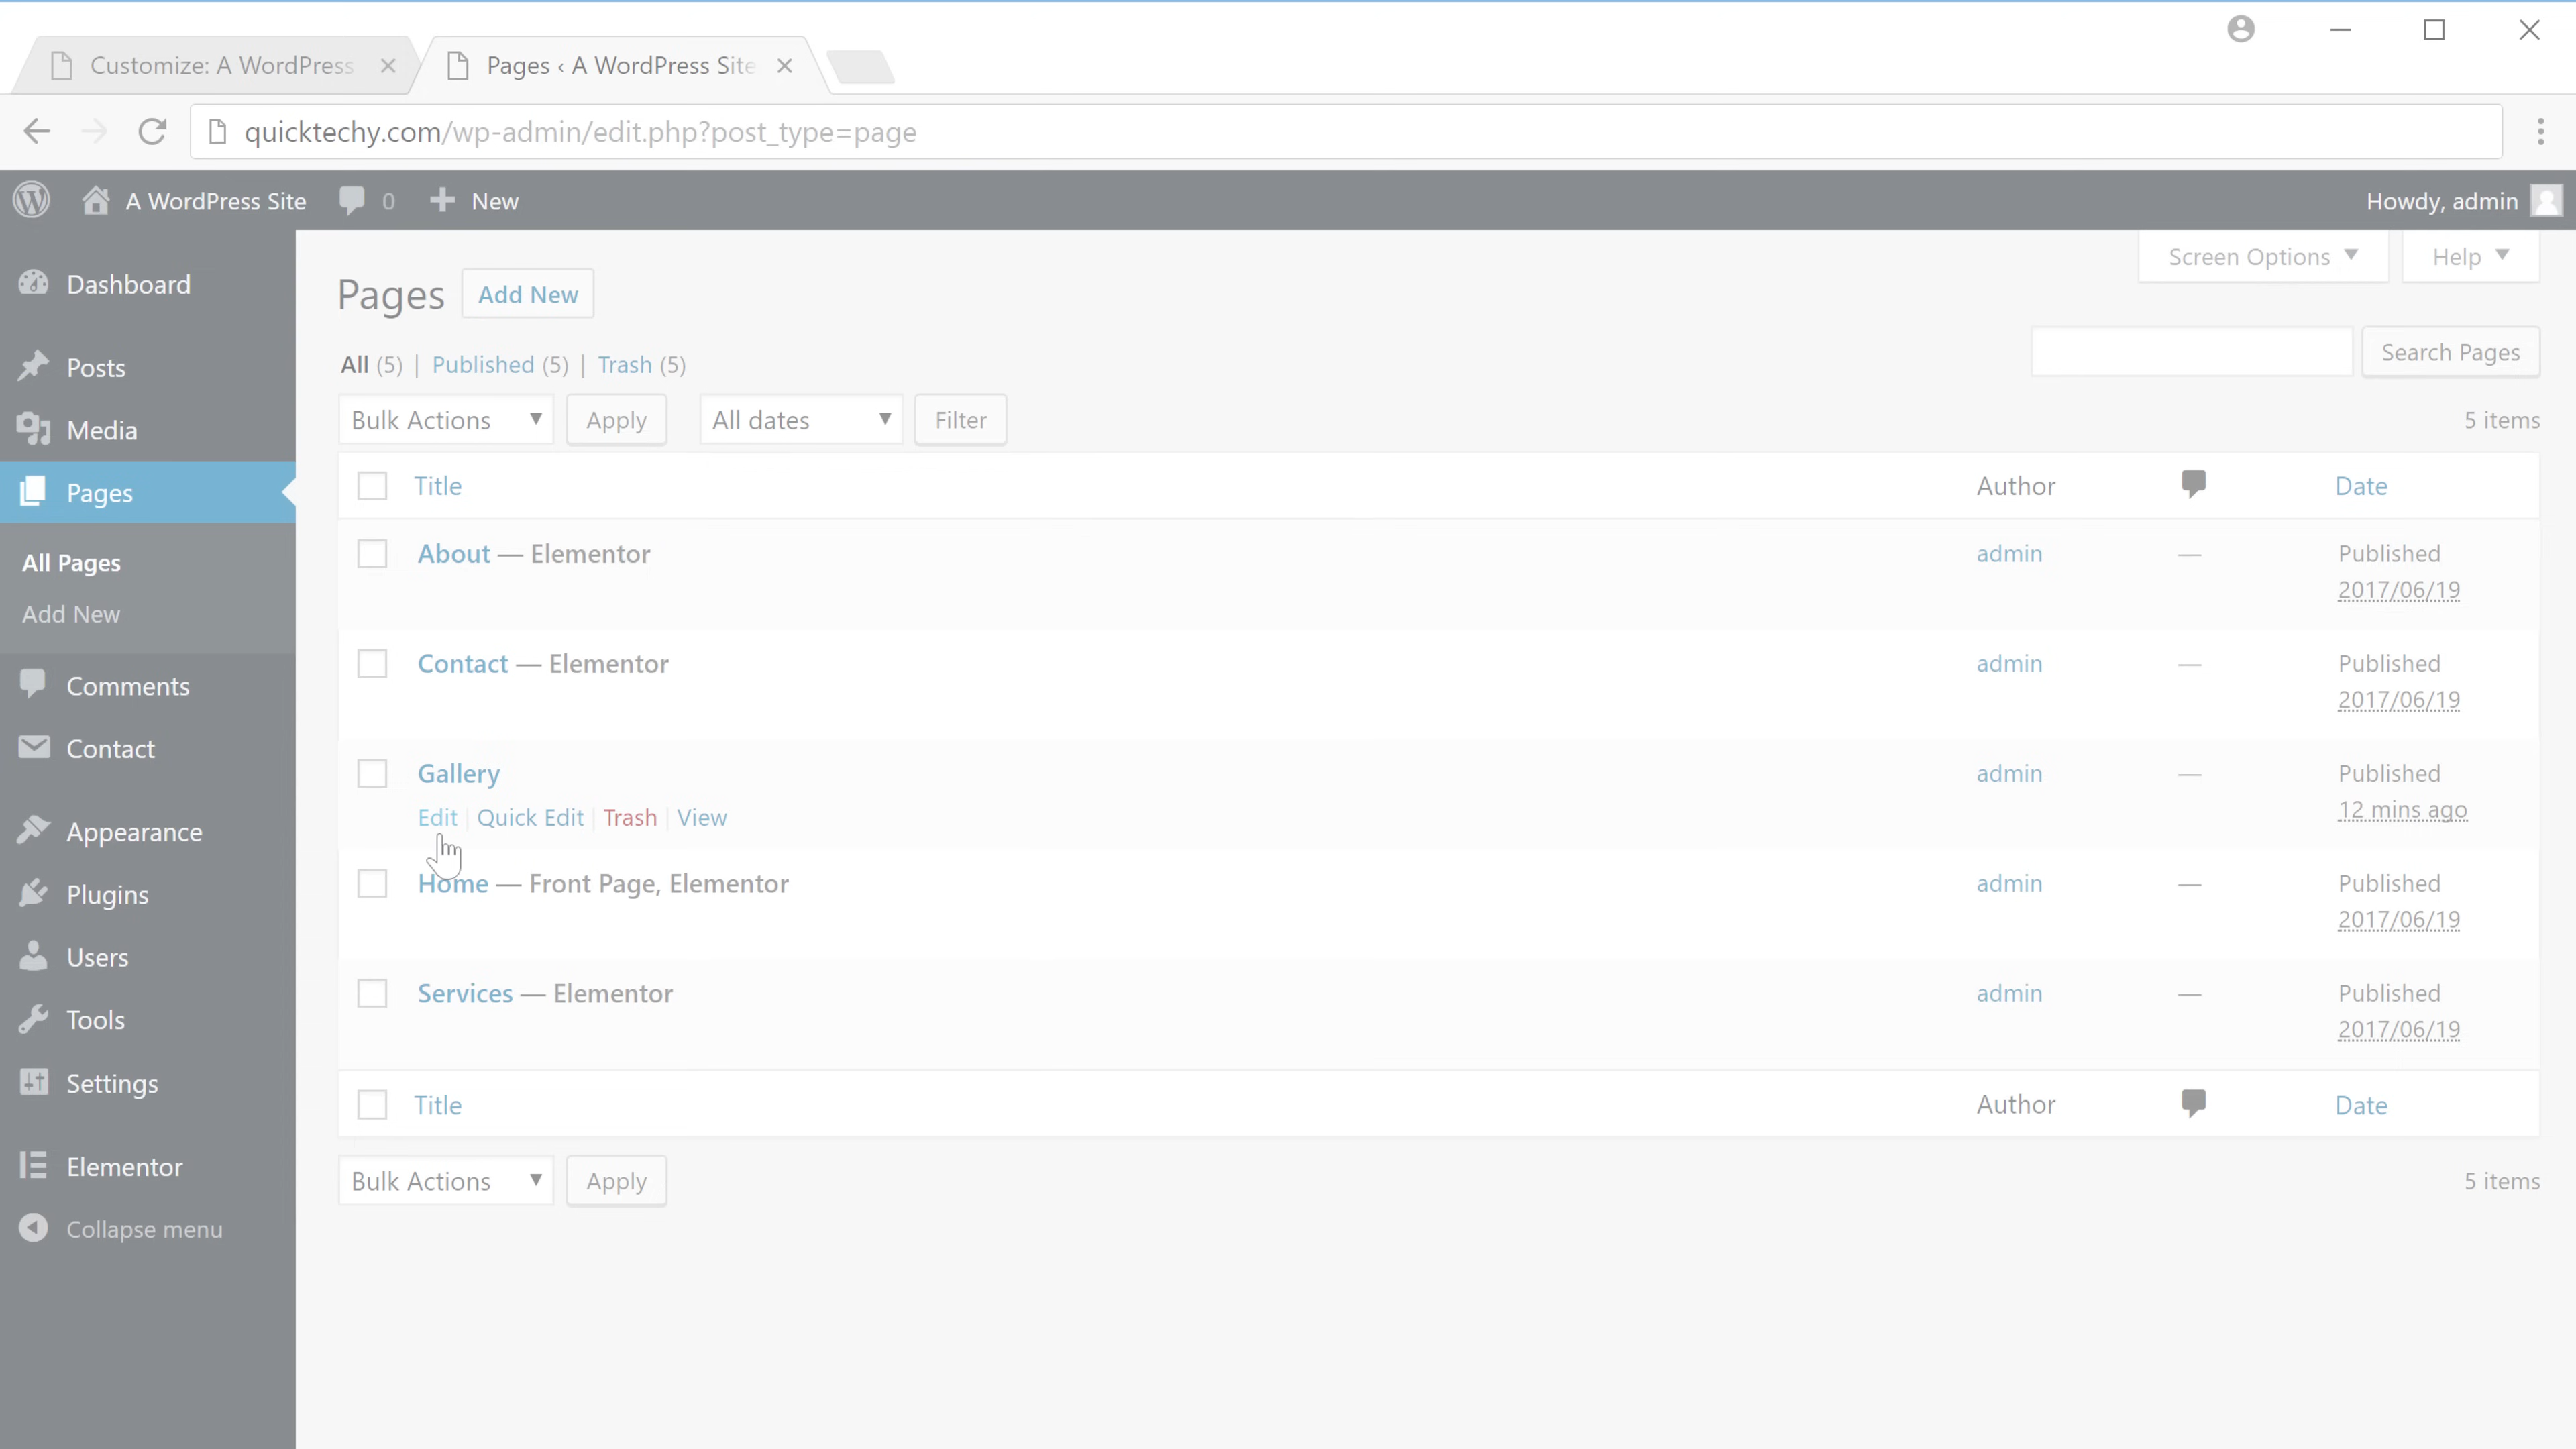 Customize: A WordPress
Pages ‹ A WordPress Site
quicktechy.com/wp-admin/edit.php?post_type=page
A WordPress Site 0 New
Howdy, admin
Dashboard
Posts
Media
Pages
All Pages
Add New
Comments
Contact
Appearance
Plugins
Users
Tools
Settings
Elementor
Collapse menu
Screen Options Help
Pages Add New
All (5) | Published (5) | Trash (5)
Search Pages
Bulk Actions Apply All dates Filter 5 items
Title Author Date
About — Elementor admin — Published
2017/06/19
Contact — Elementor admin — Published
2017/06/19
Gallery admin — Published
Edit | Quick Edit | Trash | View 12 mins ago
Home — Front Page, Elementor admin — Published
2017/06/19
Services — Elementor admin — Published
2017/06/19
Title Author Date
Bulk Actions Apply 5 items